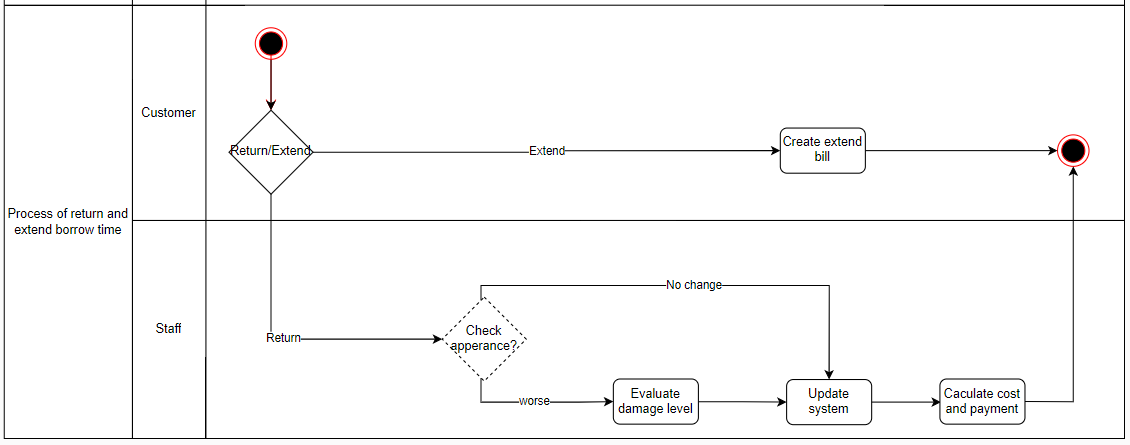 Process of return and
extend borrow time
Customer
Return/Extend
Extend
Create extend
bill
Staff
Return
Check
apperance?
No change
worse
Evaluate
damage level
Update
system
Caculate cost
and payment